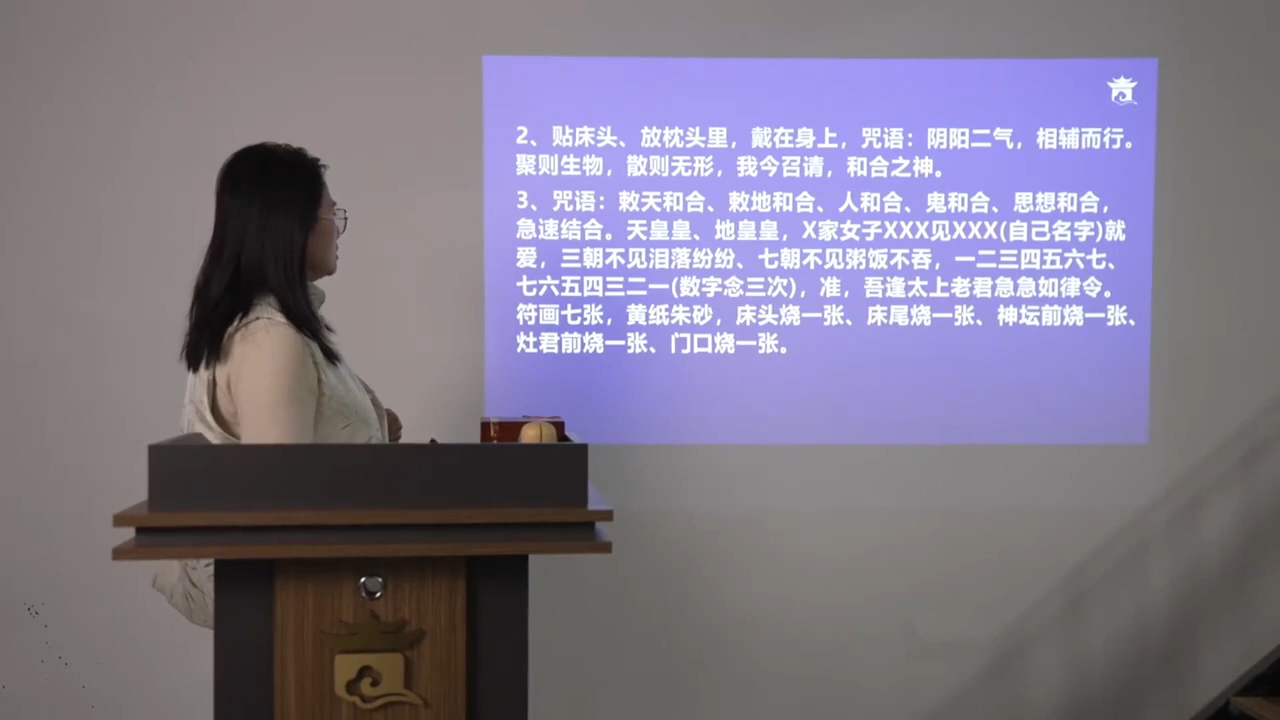 2、贴床头、放枕头里，戴在身上，咒语：阴阳二气，相辅而行。
聚则生物，散则无形，我今召请，和合之神。
3、咒语：敕天和合、敕地和合、人和合、鬼和合、思想和合，
急速结合。天皇皇、地皇皇，X家女子XXX见XXX(自己名字)就
爱，三朝不见泪落纷纷、七朝不见粥饭不吞，一二三四五六七、
七六五四三二一(数字念三次)，准，吾逢太上老君急急如律令。
符画七张，黄纸朱砂，床头烧一张、床尾烧一张、神坛前烧一张、
灶君前烧一张、门口烧一张。